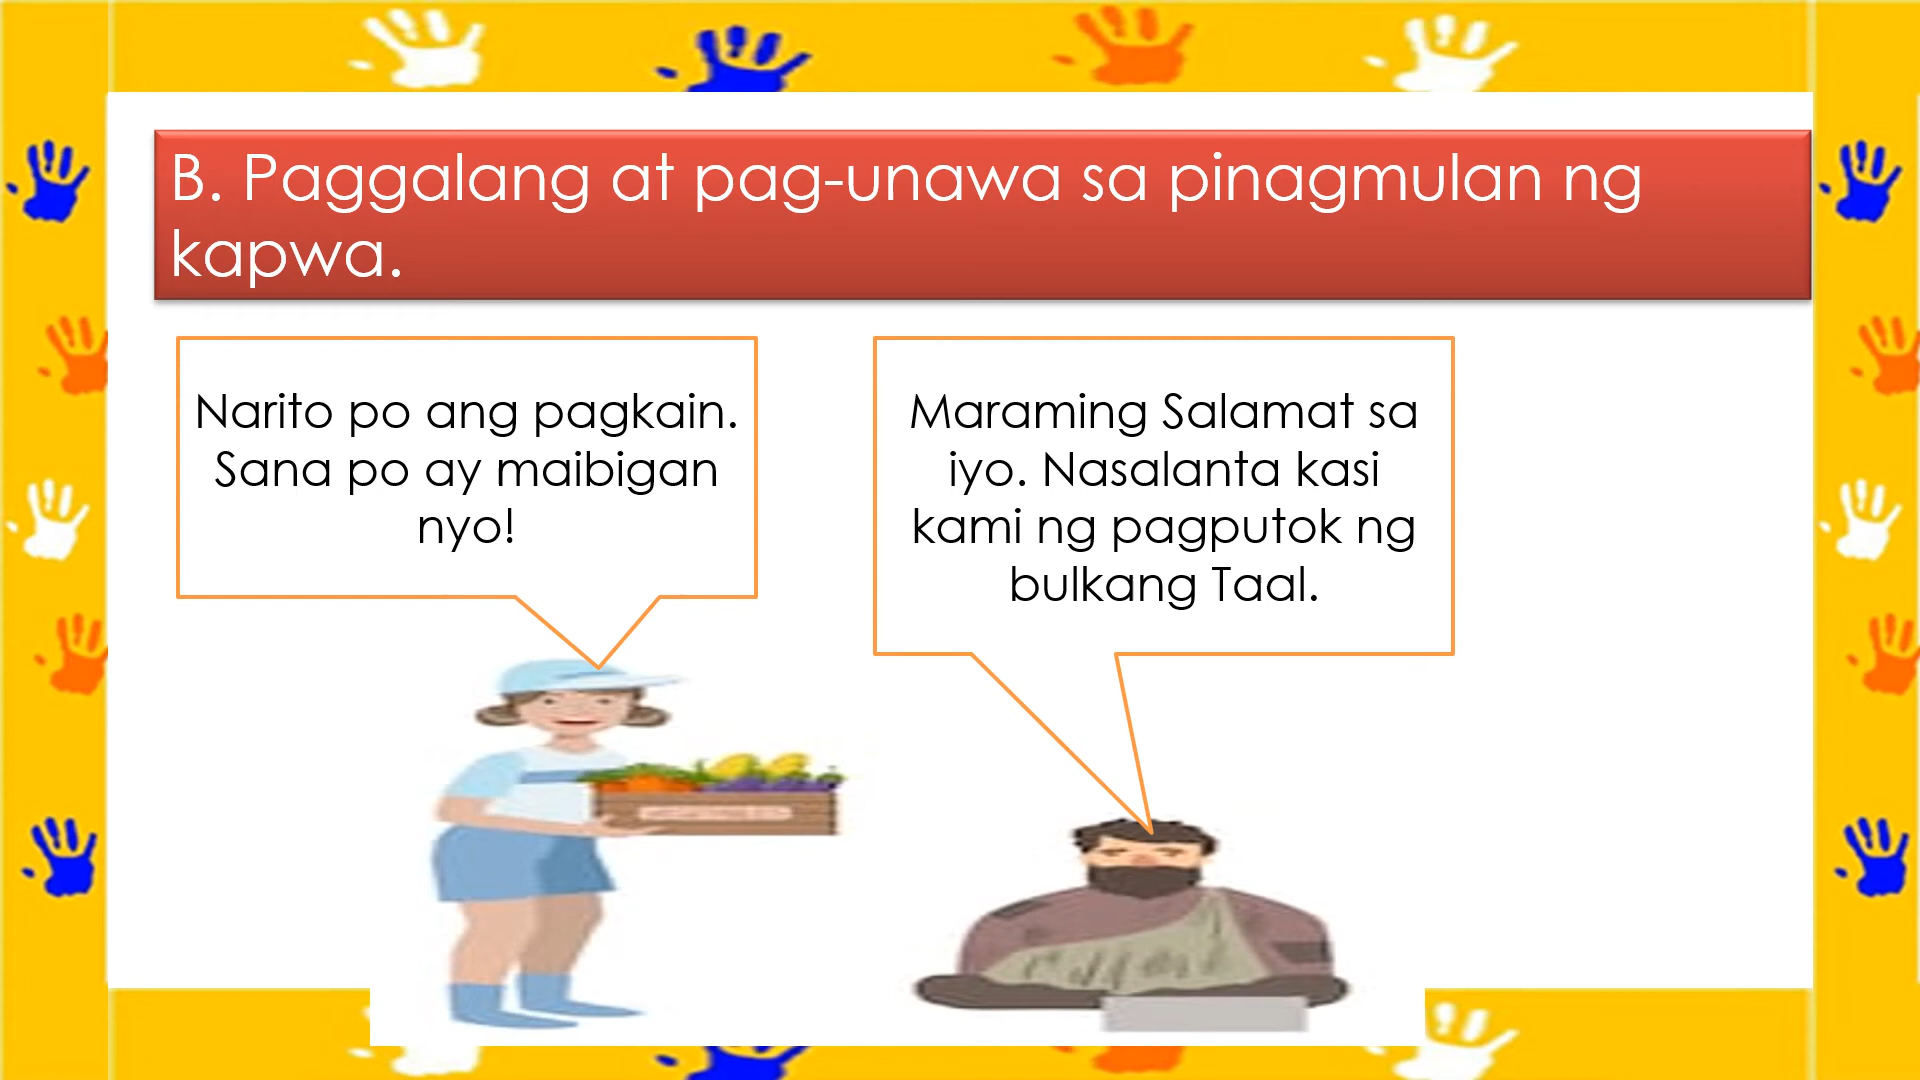 B. Paggalang at pag-unawa sa pinagmulan ng
kapwa.
Narito po ang pagkain.
Sana po ay maibigan
nyo!
Maraming Salamat sa
iyo. Nasalanta kasi
kami ng pagputok ng
bulkang Taal.